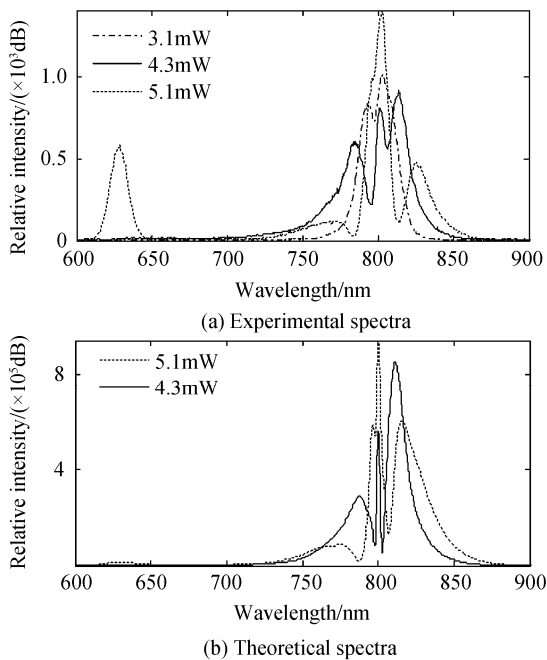 Relative intensity/(×10³dB)
3.1mW
4.3mW
5.1mW
1.0
0.5
0
600 650 700 750 800 850 900
Wavelength/nm
(a) Experimental spectra
Relative intensity/(×10⁵dB)
5.1mW
4.3mW
8
4
600 650 700 750 800 850 900
Wavelength/nm
(b) Theoretical spectra